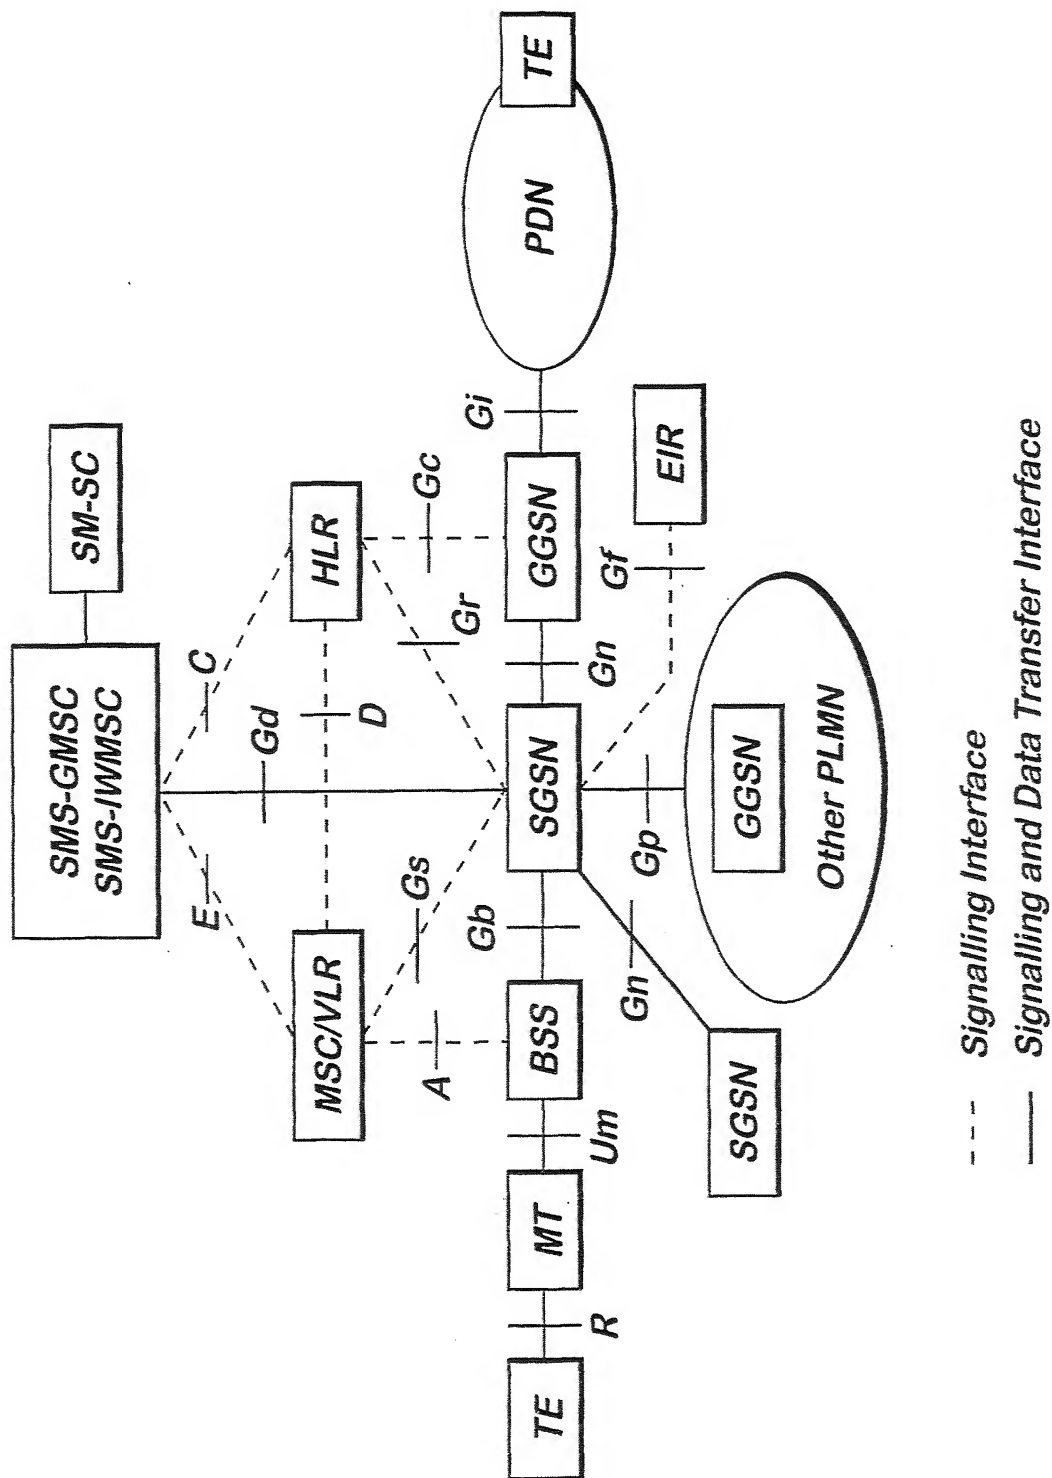 SMS-GMSC
SMS-IWMSC
SM-SC
E
C
Gd
MSC/VLR
D
HLR
A
Gs
Gr
Gc
TE
R
MT
Um
BSS
Gb
SGSN
Gn
GGSN
Gi
PDN
TE
Gn
Gp
Gf
EIR
SGSN
GGSN
Other PLMN
Signalling Interface
Signalling and Data Transfer Interface